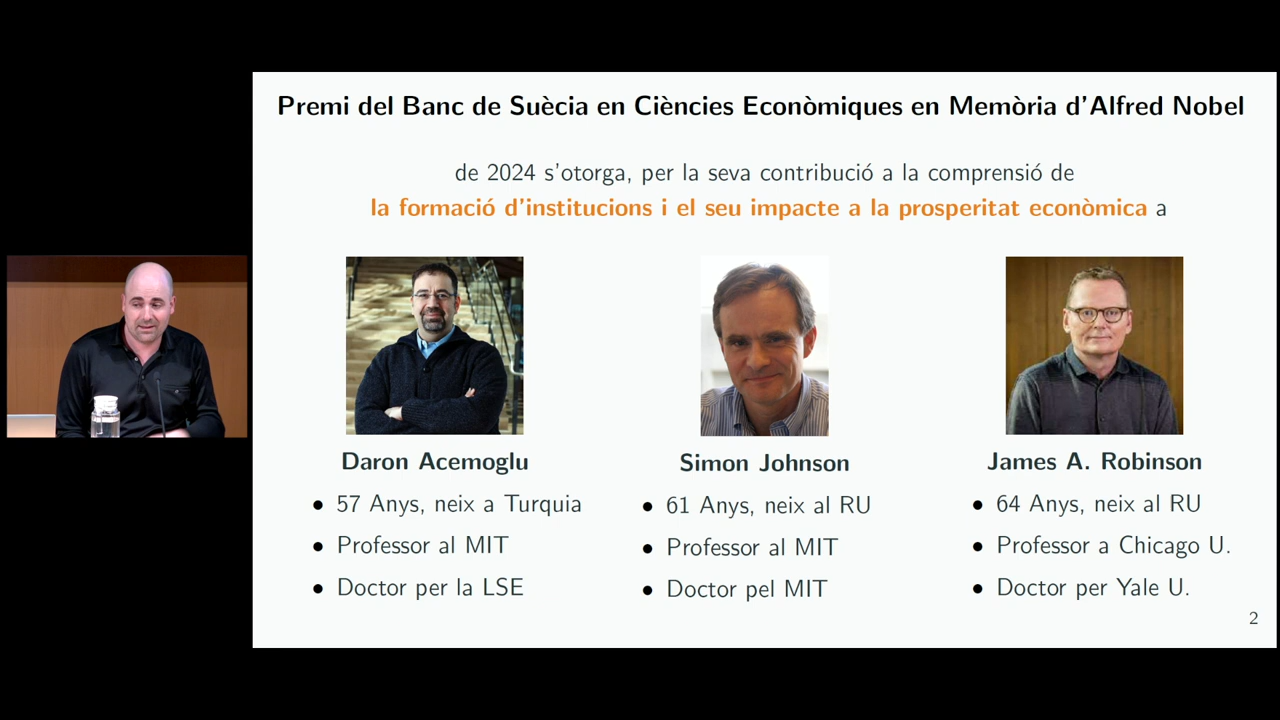 Premi del Banc de Suècia en Ciències Econòmiques en Memòria d'Alfred Nobel
de 2024 s'otorga, per la seva contribució a la comprensió de
la formació d'institucions i el seu impacte a la prosperitat econòmica a
Daron Acemoglu
• 57 Anys, neix a Turquia
• Professor al MIT
• Doctor per la LSE
Simon Johnson
• 61 Anys, neix al RU
• Professor al MIT
• Doctor pel MIT
James A. Robinson
• 64 Anys, neix al RU
• Professor a Chicago U.
• Doctor per Yale U.
2